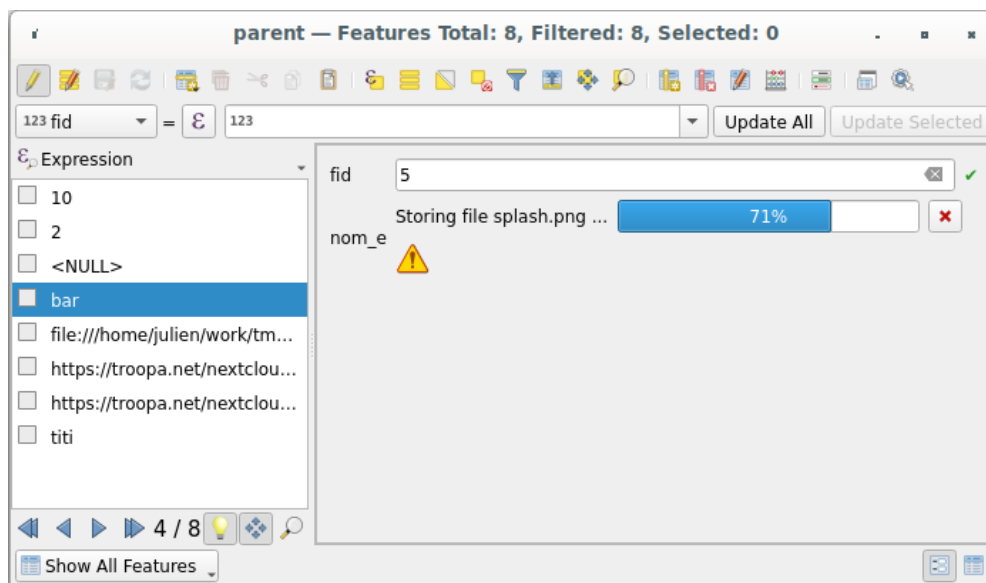 parent — Features Total: 8, Filtered: 8, Selected: 0
123 fid = ε 123 Update All Update Selected
ε Expression
10
2
<NULL>
bar
file:///home/julien/work/tm...
https://troopa.net/nextclou...
https://troopa.net/nextclou...
titi
4 / 8
Show All Features
fid 5
Storing file splash.png ... 71%
nom_e